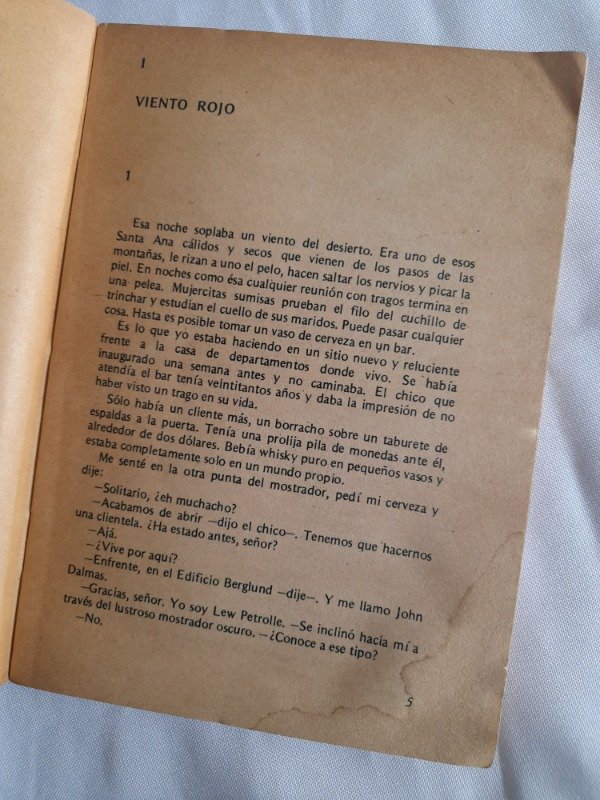 I
VIENTO ROJO
1
Esa noche soplaba un viento del desierto. Era uno de esos
Santa Ana cálidos y secos que vienen de los pasos de las
montañas, le rizan a uno el pelo, hacen saltar los nervios y picar la
piel. En noches como ésa cualquier reunión con tragos termina en
una pelea. Mujercitas sumisas prueban el filo del cuchillo de
trinchar y estudian el cuello de sus maridos. Puede pasar cualquier
cosa. Hasta es posible tomar un vaso de cerveza en un bar.
Es lo que yo estaba haciendo en un sitio nuevo y reluciente
frente a la casa de departamentos donde vivo. Se había
inaugurado una semana antes y no caminaba. El chico que
atendía el bar tenía veintitantos años y daba la impresión de no
haber visto un trago en su vida.
Sólo había un cliente más, un borracho sobre un taburete de
espaldas a la puerta. Tenía una prolija pila de monedas ante él,
alrededor de dos dólares. Bebía whisky puro en pequeños vasos y
estaba completamente solo en un mundo propio.
Me senté en la otra punta del mostrador, pedí mi cerveza y
dije:
—Solitario, ¿eh muchacho?
—Acabamos de abrir —dijo el chico—. Tenemos que hacernos
una clientela. ¿Ha estado antes, señor?
—Ajá.
—¿Vive por aquí?
—Enfrente, en el Edificio Berglund —dije—. Y me llamo John
Dalmas.
—Gracias, señor. Yo soy Lew Petrolle. —Se inclinó hacia mí a
través del lustroso mostrador oscuro. —¿Conoce a ese tipo?
—No.
5